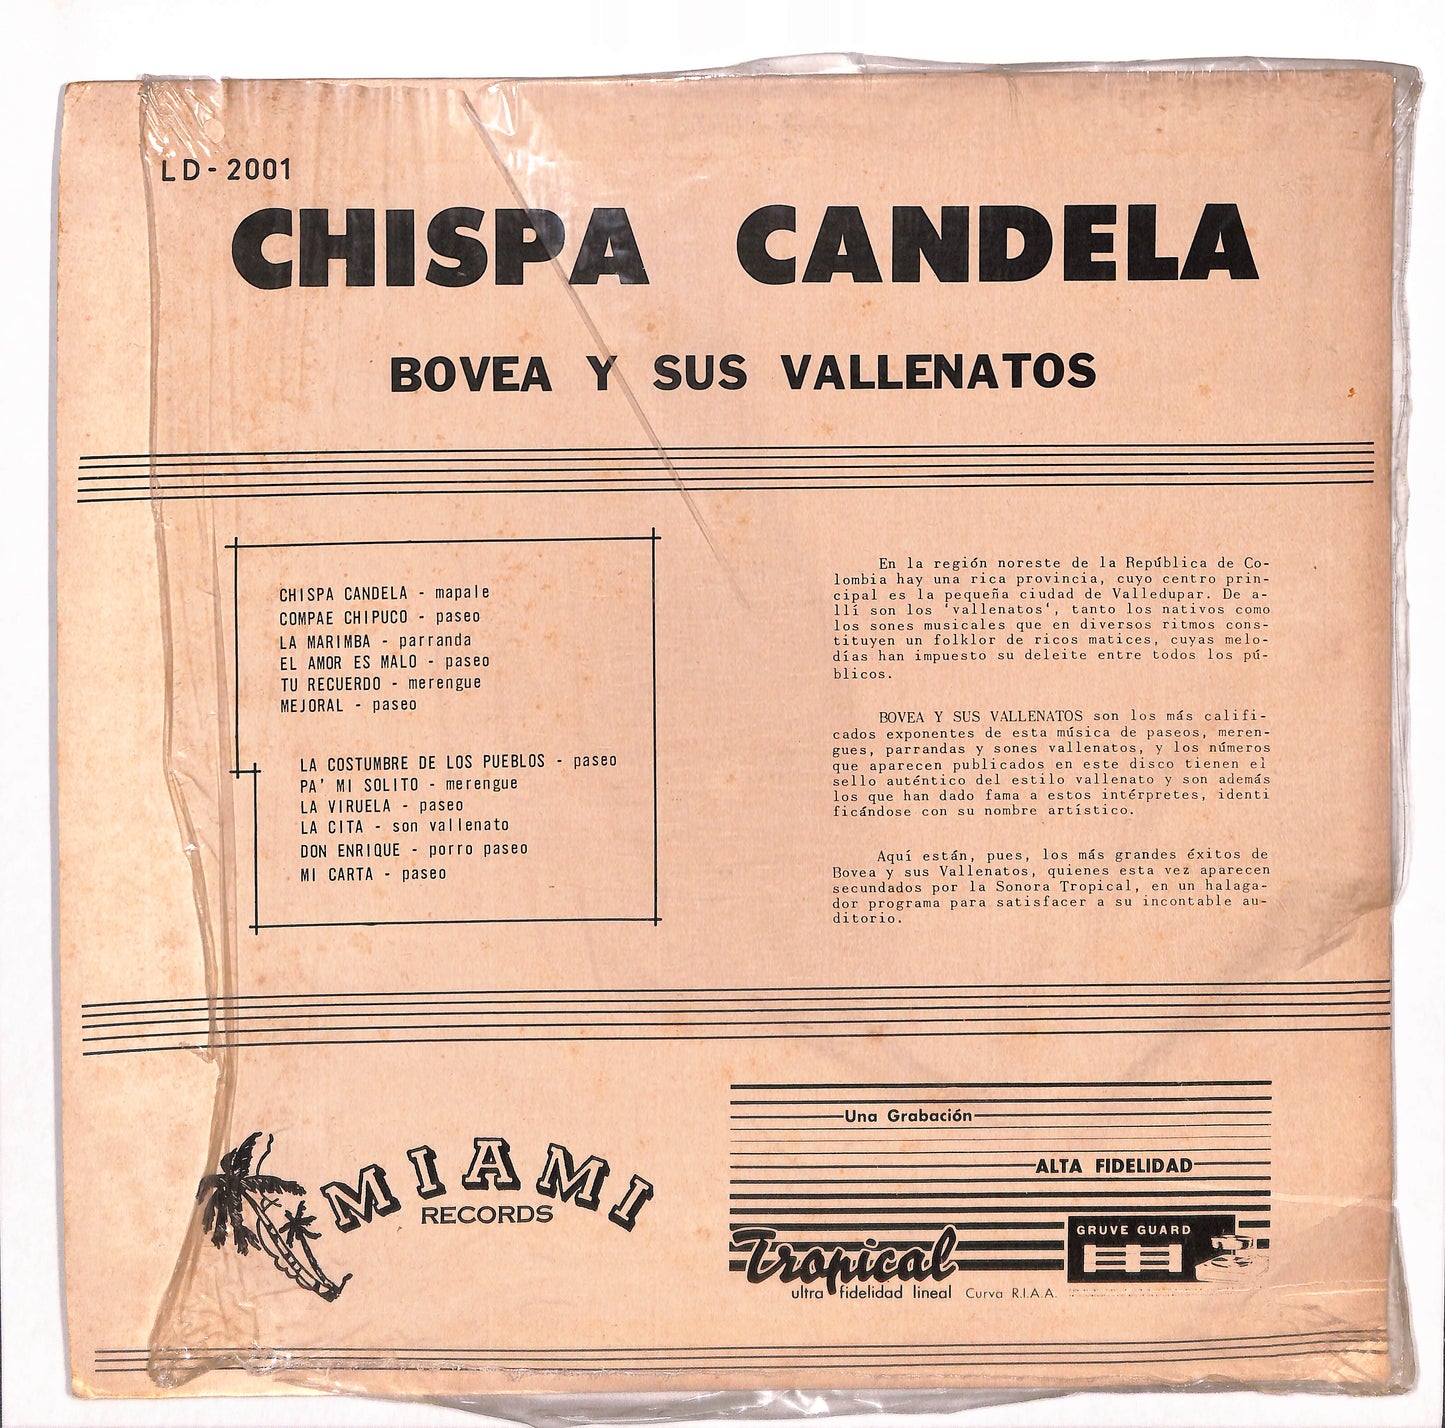 LD-2001
CHISPA CANDELA
BOVEA Y SUS VALLENATOS
CHISPA CANDELA - mapale
COMPAE CHIPUCO - paseo
LA MARIMBA - parranda
EL AMOR ES MALO - paseo
TU RECUERDO - merengue
MEJORAL - paseo
LA COSTUMBRE DE LOS PUEBLOS - paseo
PA' MI SOLITO - merengue
LA VIRUELA - paseo
LA CITA - son vallenato
DON ENRIQUE - porro paseo
MI CARTA - paseo
En la región noreste de la República de Co-
lombia hay una rica provincia, cuyo centro prin-
cipal es la pequeña ciudad de Valledupar. De a-
llí son los 'vallenatos', tanto los nativos como
los sones musicales que en diversos ritmos cons-
tituyen un folklor de ricos matices, cuyas melo-
días han impuesto su deleite entre todos los pú-
blicos.
BOVEA Y SUS VALLENATOS son los más califi-
cados exponentes de esta música de paseos, meren-
gues, parrandas y sones vallenatos, y los números
que aparecen publicados en este disco tienen el
sello auténtico del estilo vallenato y son además
los que han dado fama a estos intérpretes, identi
ficándose con su nombre artístico.
Aquí están, pues, los más grandes éxitos de
Bovea y sus Vallenatos, quienes esta vez aparecen
secundados por la Sonora Tropical, en un halaga-
dor programa para satisfacer a su incontable au-
ditorio.
MIAMI
RECORDS
Una Grabación
ALTA FIDELIDAD
GRUVE GUARD
Tropical
ultra fidelidad lineal Curva R.I.A.A.